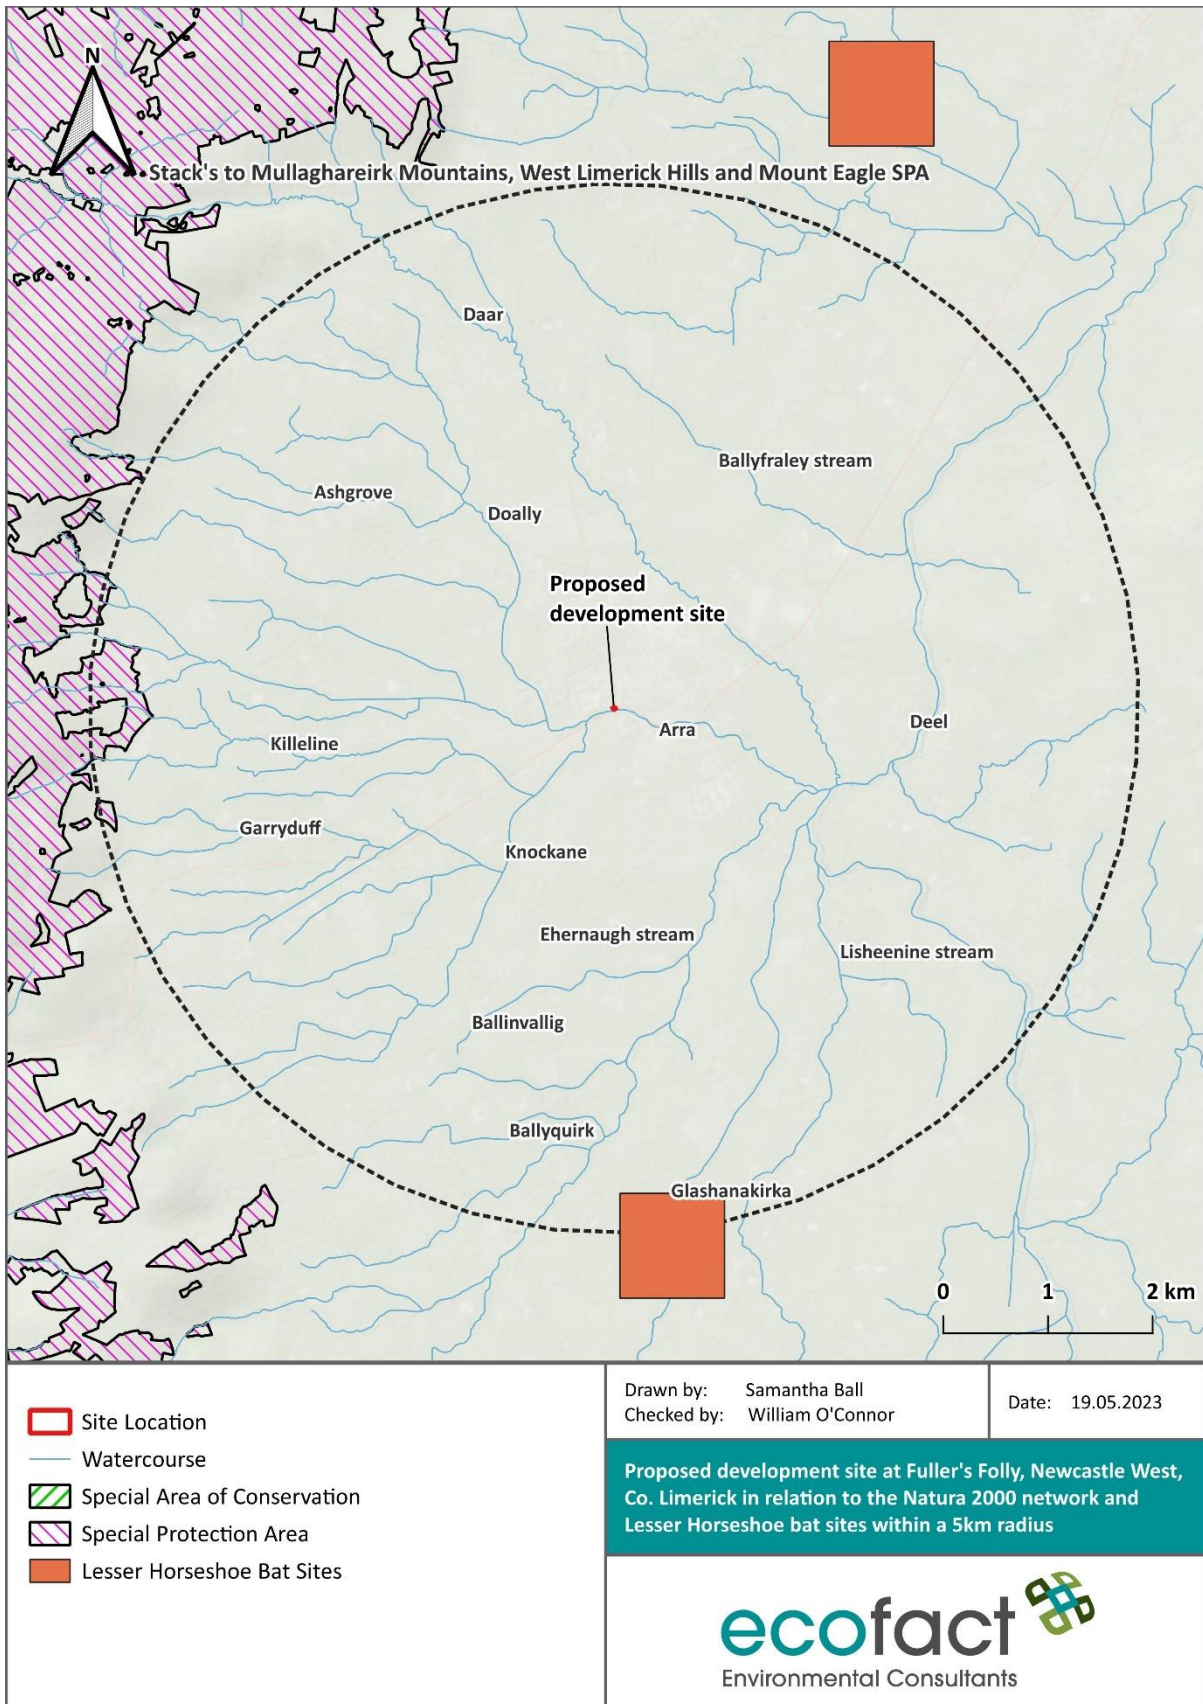 N
Stack's to Mullaghareirk Mountains, West Limerick Hills and Mount Eagle SPA
Daar
Ballyfraley stream
Ashgrove
Doally
Proposed
development site
Arra
Deel
Killeline
Garryduff
Knockane
Ehernaugh stream
Lisheenine stream
Ballinvallig
Ballyquirk
Glashanakirka
0 1 2 km
Site Location
Watercourse
Special Area of Conservation
Special Protection Area
Lesser Horseshoe Bat Sites
Drawn by: Samantha Ball
Checked by: William O'Connor
Date: 19.05.2023
Proposed development site at Fuller's Folly, Newcastle West,
Co. Limerick in relation to the Natura 2000 network and
Lesser Horseshoe bat sites within a 5km radius
ecofact
Environmental Consultants